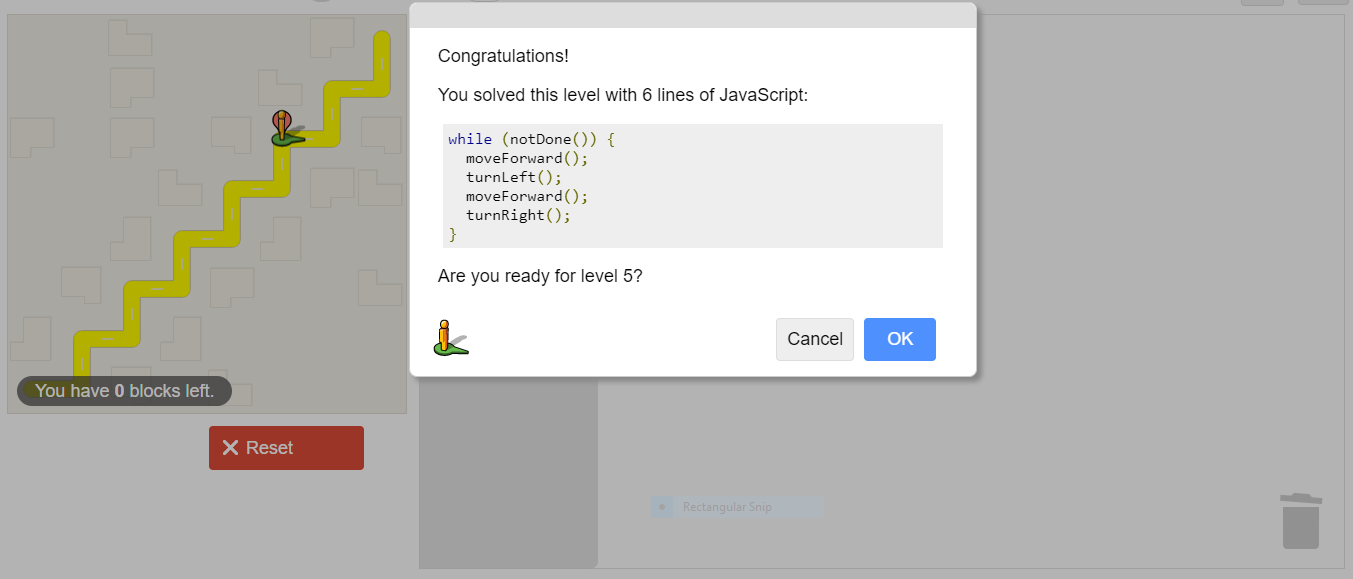 Congratulations!
You solved this level with 6 lines of JavaScript:
while (notDone()) {
  moveForward();
  turnLeft();
  moveForward();
  turnRight();
}
Are you ready for level 5?
Cancel
OK
You have 0 blocks left.
Reset
Rectangular Snip